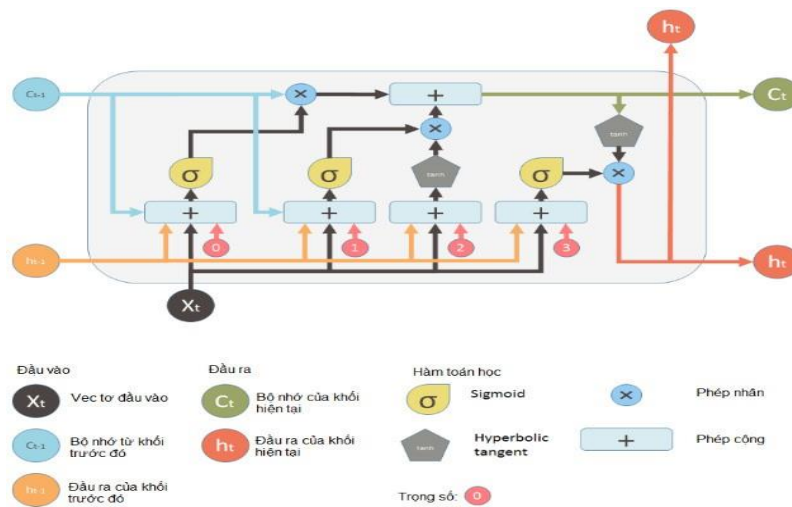 ht
Ct-1
×
+
Ct
tanh
×
σ
σ
tanh
σ
×
+
+
+
+
0
1
2
3
ht-1
ht
Xt
Đầu vào
Đầu ra
Hàm toán học
Xt
Vec tơ đầu vào
Ct
Bộ nhớ của khối
hiện tại
σ
Sigmoid
×
Phép nhân
Ct-1
Bộ nhớ từ khối
trước đó
ht
Đầu ra của khối
hiện tại
tanh
Hyperbolic
tangent
+
Phép cộng
ht-1
Đầu ra của khối
trước đó
Trọng số:
0